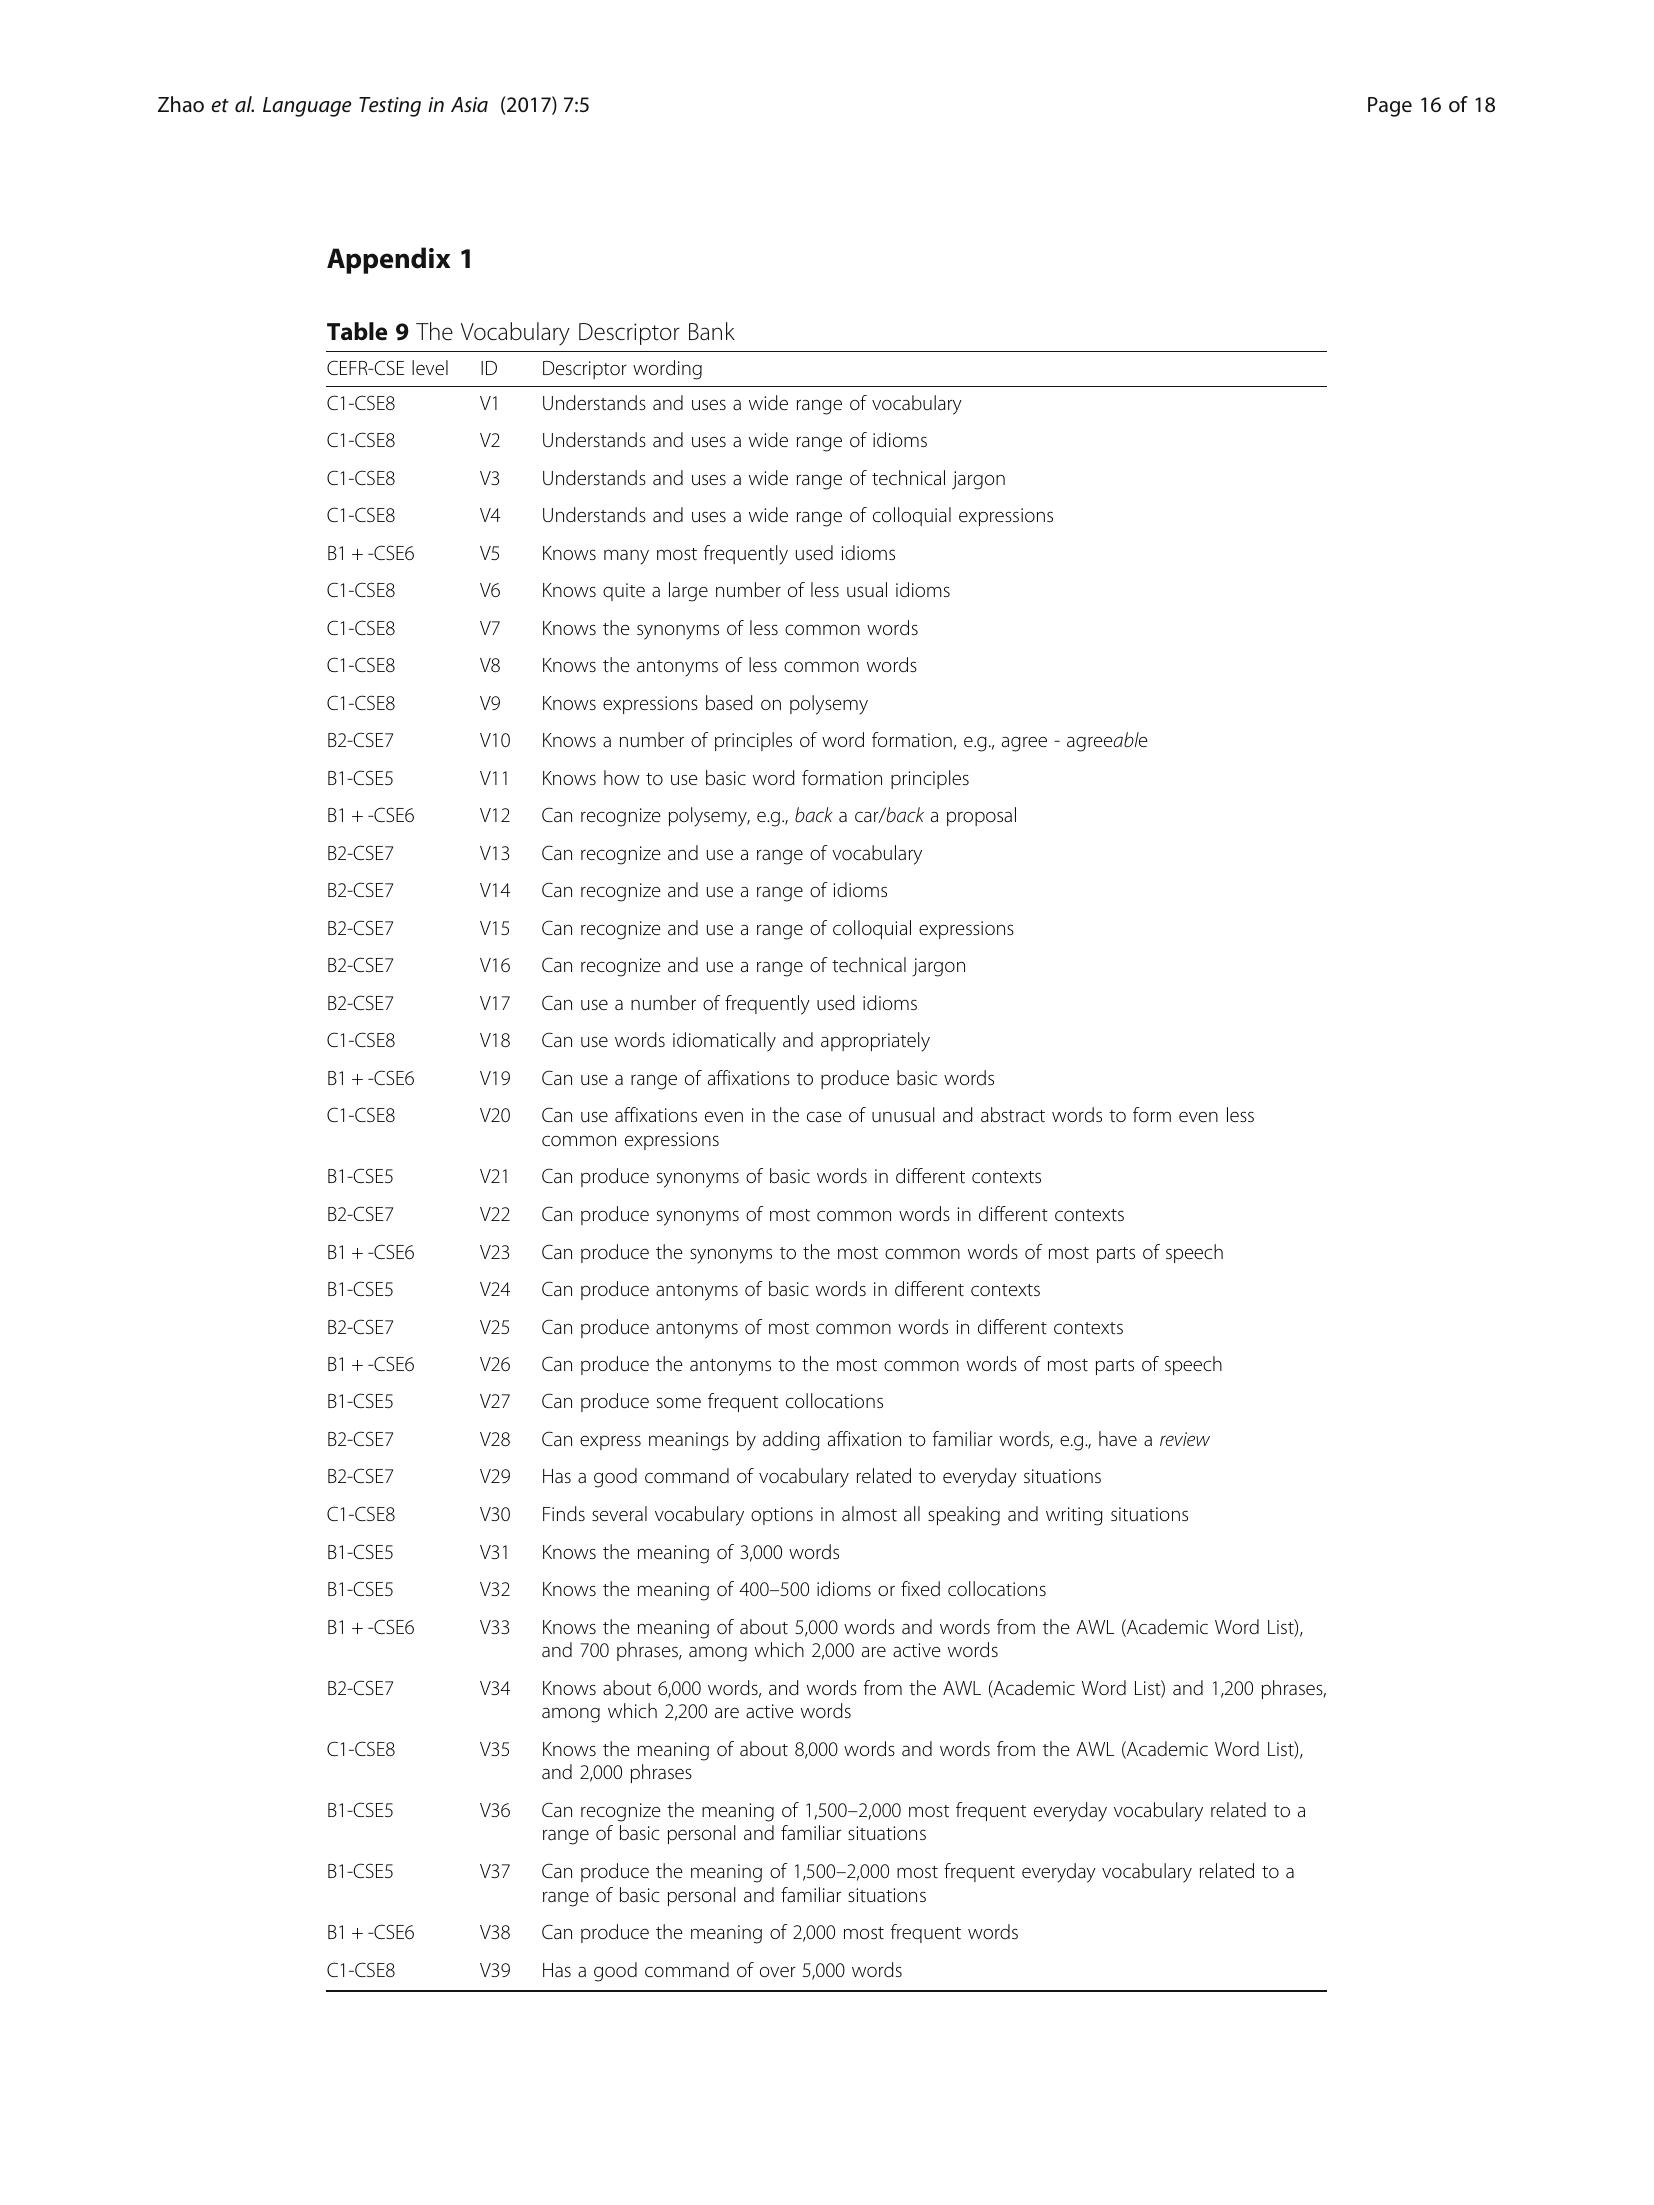 Zhao et al. Language Testing in Asia (2017) 7:5 Page 16 of 18
Appendix 1
Table 9 The Vocabulary Descriptor Bank
CEFR-CSE level ID Descriptor wording
C1-CSE8 V1 Understands and uses a wide range of vocabulary
C1-CSE8 V2 Understands and uses a wide range of idioms
C1-CSE8 V3 Understands and uses a wide range of technical jargon
C1-CSE8 V4 Understands and uses a wide range of colloquial expressions
B1 + -CSE6 V5 Knows many most frequently used idioms
C1-CSE8 V6 Knows quite a large number of less usual idioms
C1-CSE8 V7 Knows the synonyms of less common words
C1-CSE8 V8 Knows the antonyms of less common words
C1-CSE8 V9 Knows expressions based on polysemy
B2-CSE7 V10 Knows a number of principles of word formation, e.g., agree - agreeable
B1-CSE5 V11 Knows how to use basic word formation principles
B1 + -CSE6 V12 Can recognize polysemy, e.g., back a car/back a proposal
B2-CSE7 V13 Can recognize and use a range of vocabulary
B2-CSE7 V14 Can recognize and use a range of idioms
B2-CSE7 V15 Can recognize and use a range of colloquial expressions
B2-CSE7 V16 Can recognize and use a range of technical jargon
B2-CSE7 V17 Can use a number of frequently used idioms
C1-CSE8 V18 Can use words idiomatically and appropriately
B1 + -CSE6 V19 Can use a range of affixations to produce basic words
C1-CSE8 V20 Can use affixations even in the case of unusual and abstract words to form even less
common expressions
B1-CSE5 V21 Can produce synonyms of basic words in different contexts
B2-CSE7 V22 Can produce synonyms of most common words in different contexts
B1 + -CSE6 V23 Can produce the synonyms to the most common words of most parts of speech
B1-CSE5 V24 Can produce antonyms of basic words in different contexts
B2-CSE7 V25 Can produce antonyms of most common words in different contexts
B1 + -CSE6 V26 Can produce the antonyms to the most common words of most parts of speech
B1-CSE5 V27 Can produce some frequent collocations
B2-CSE7 V28 Can express meanings by adding affixation to familiar words, e.g., have a review
B2-CSE7 V29 Has a good command of vocabulary related to everyday situations
C1-CSE8 V30 Finds several vocabulary options in almost all speaking and writing situations
B1-CSE5 V31 Knows the meaning of 3,000 words
B1-CSE5 V32 Knows the meaning of 400–500 idioms or fixed collocations
B1 + -CSE6 V33 Knows the meaning of about 5,000 words and words from the AWL (Academic Word List),
and 700 phrases, among which 2,000 are active words
B2-CSE7 V34 Knows about 6,000 words, and words from the AWL (Academic Word List) and 1,200 phrases,
among which 2,200 are active words
C1-CSE8 V35 Knows the meaning of about 8,000 words and words from the AWL (Academic Word List),
and 2,000 phrases
B1-CSE5 V36 Can recognize the meaning of 1,500–2,000 most frequent everyday vocabulary related to a
range of basic personal and familiar situations
B1-CSE5 V37 Can produce the meaning of 1,500–2,000 most frequent everyday vocabulary related to a
range of basic personal and familiar situations
B1 + -CSE6 V38 Can produce the meaning of 2,000 most frequent words
C1-CSE8 V39 Has a good command of over 5,000 words